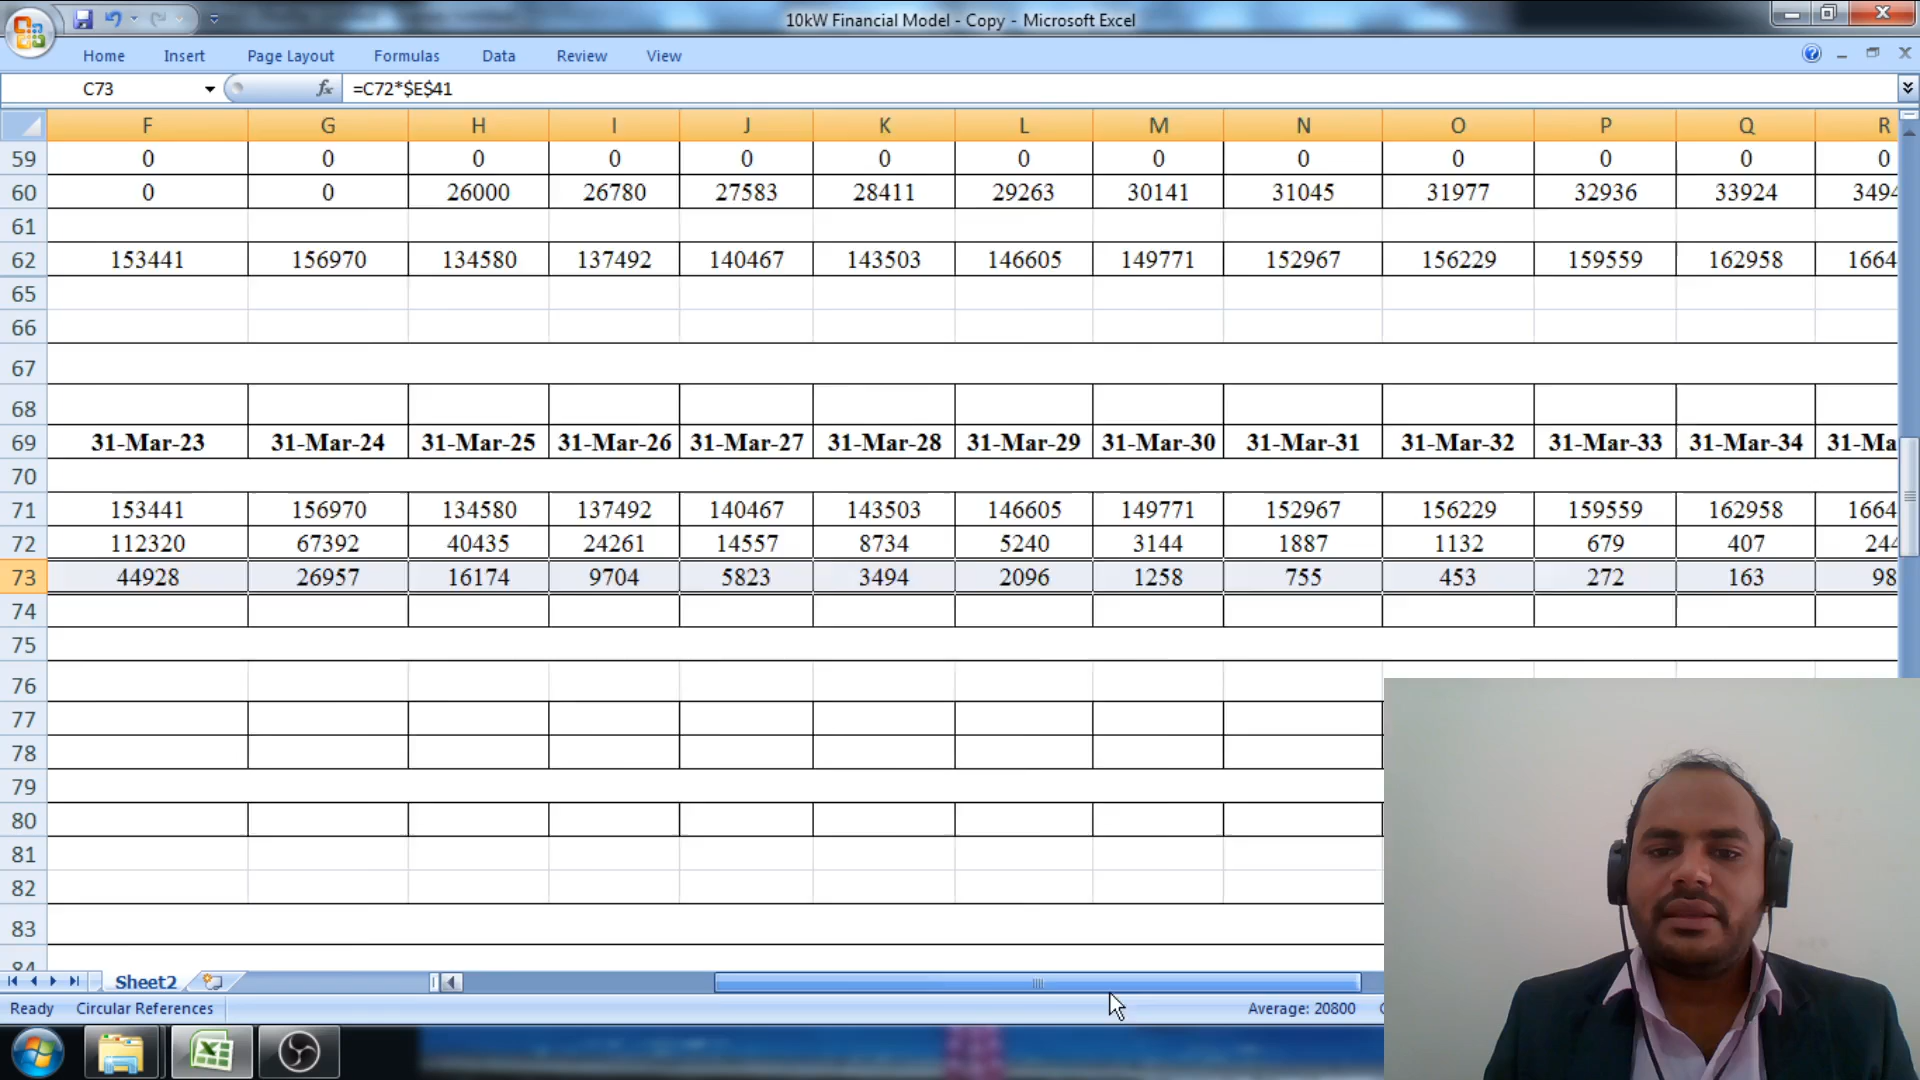 10kW Financial Model - Copy - Microsoft Excel
Home Insert Page Layout Formulas Data Review View
C73 fx =C72*$E$41
F G H I J K L M N O P Q R
59 0 0 0 0 0 0 0 0 0 0 0 0 0
60 0 0 26000 26780 27583 28411 29263 30141 31045 31977 32936 33924 349
61
62 153441 156970 134580 137492 140467 143503 146605 149771 152967 156229 159559 162958 1664
65
66
67
68
69 31-Mar-23 31-Mar-24 31-Mar-25 31-Mar-26 31-Mar-27 31-Mar-28 31-Mar-29 31-Mar-30 31-Mar-31 31-Mar-32 31-Mar-33 31-Mar-34 31-Ma
70
71 153441 156970 134580 137492 140467 143503 146605 149771 152967 156229 159559 162958 1664
72 112320 67392 40435 24261 14557 8734 5240 3144 1887 1132 679 407 244
73 44928 26957 16174 9704 5823 3494 2096 1258 755 453 272 163 98
74
75
76
77
78
79
80
81
82
83
84
Sheet2
Ready Circular References Average: 20800